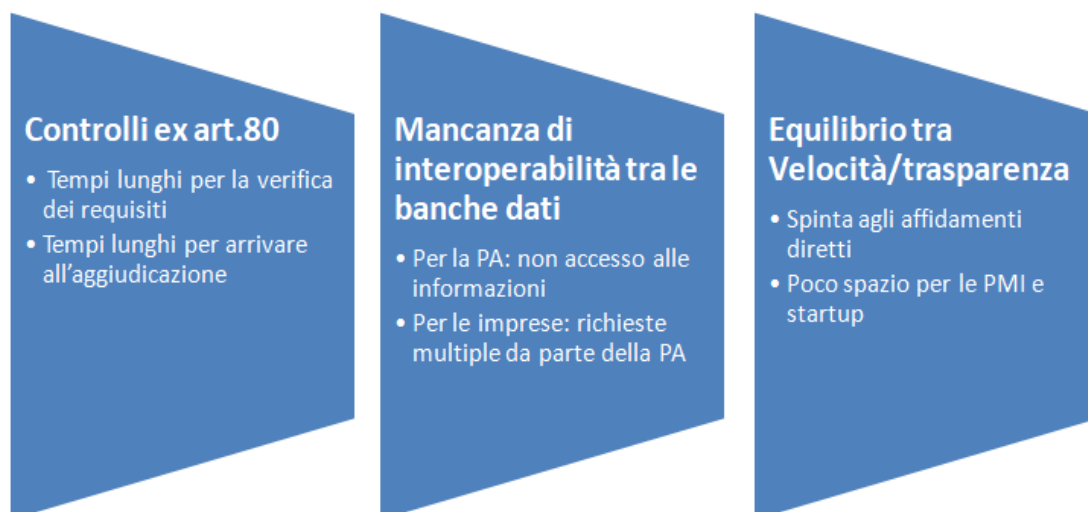 Controlli ex art.80
• Tempi lunghi per la verifica
dei requisiti
• Tempi lunghi per arrivare
all'aggiudicazione
Mancanza di
interoperabilità tra le
banche dati
• Per la PA: non accesso alle
informazioni
• Per le imprese: richieste
multiple da parte della PA
Equilibrio tra
Velocità/trasparenza
• Spinta agli affidamenti
diretti
• Poco spazio per le PMI e
startup